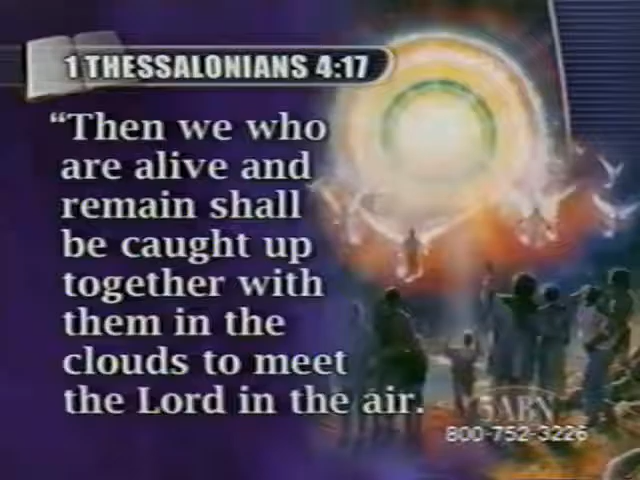 1 THESSALONIANS 4:17
“Then we who
are alive and
remain shall
be caught up
together with
them in the
clouds to meet
the Lord in the air.
3ABN
800-752-3226